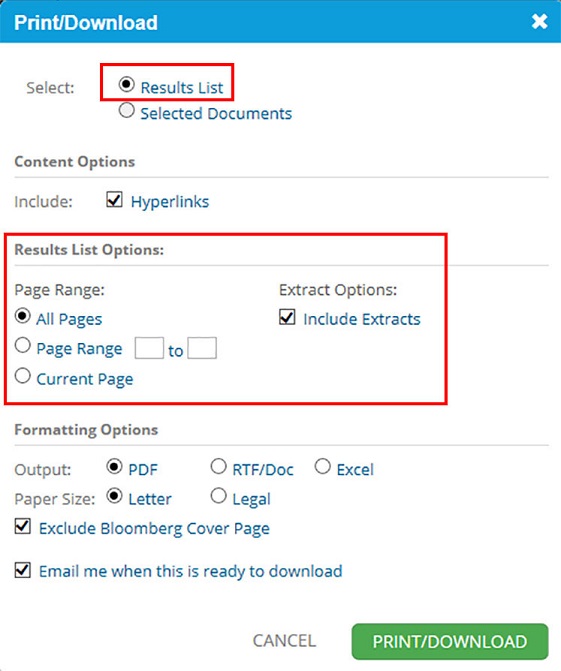 Print/Download
Select: Results List
Selected Documents
Content Options
Include: Hyperlinks
Results List Options:
Page Range: Extract Options:
All Pages Include Extracts
Page Range to
Current Page
Formatting Options
Output: PDF RTF/Doc Excel
Paper Size: Letter Legal
Exclude Bloomberg Cover Page
Email me when this is ready to download
CANCEL PRINT/DOWNLOAD